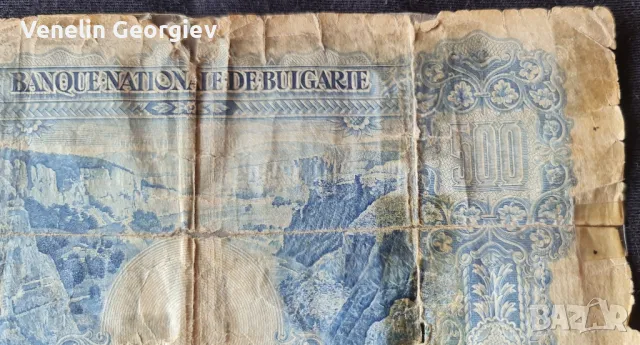 Venelin Georgiev
BANQUE·NATIONALE·DE·BULGARIE
500
BAZAR